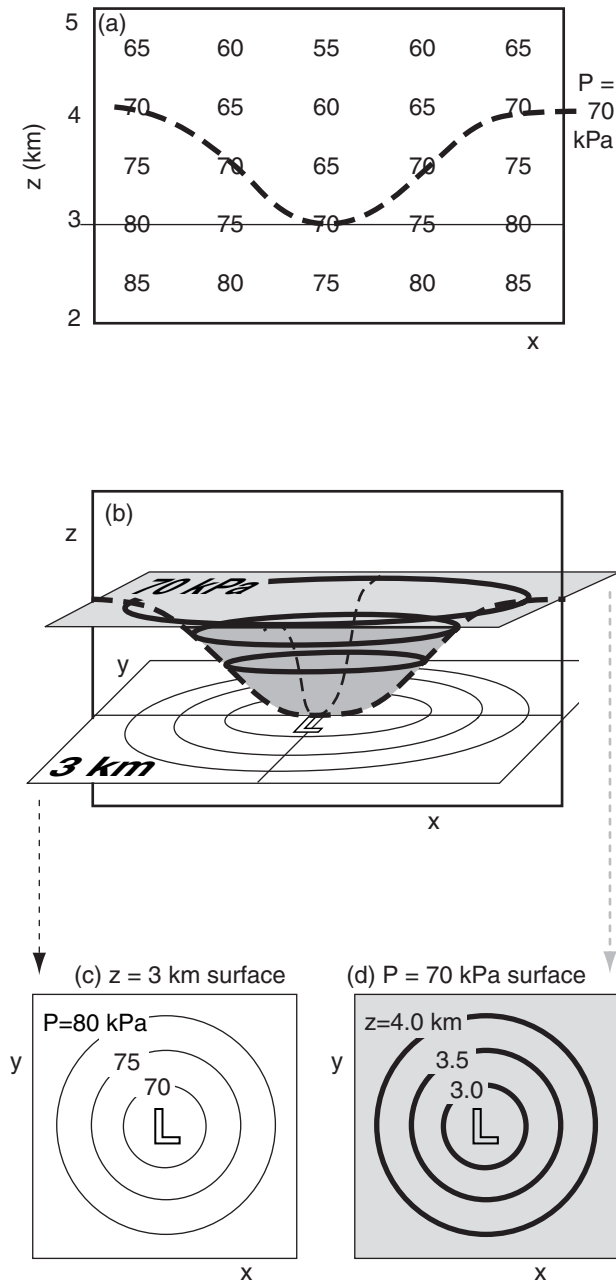 5
(a)
65 60 55 60 65
4
70 65 60 65 70
P =
70
kPa
z (km)
75 70 65 70 75
3
80 75 70 75 80
85 80 75 80 85
2
x
(b)
z
70 kPa
y
L
3 km
x
(c) z = 3 km surface
P=80 kPa
75
70
L
y
x
(d) P = 70 kPa surface
z=4.0 km
3.5
3.0
L
y
x